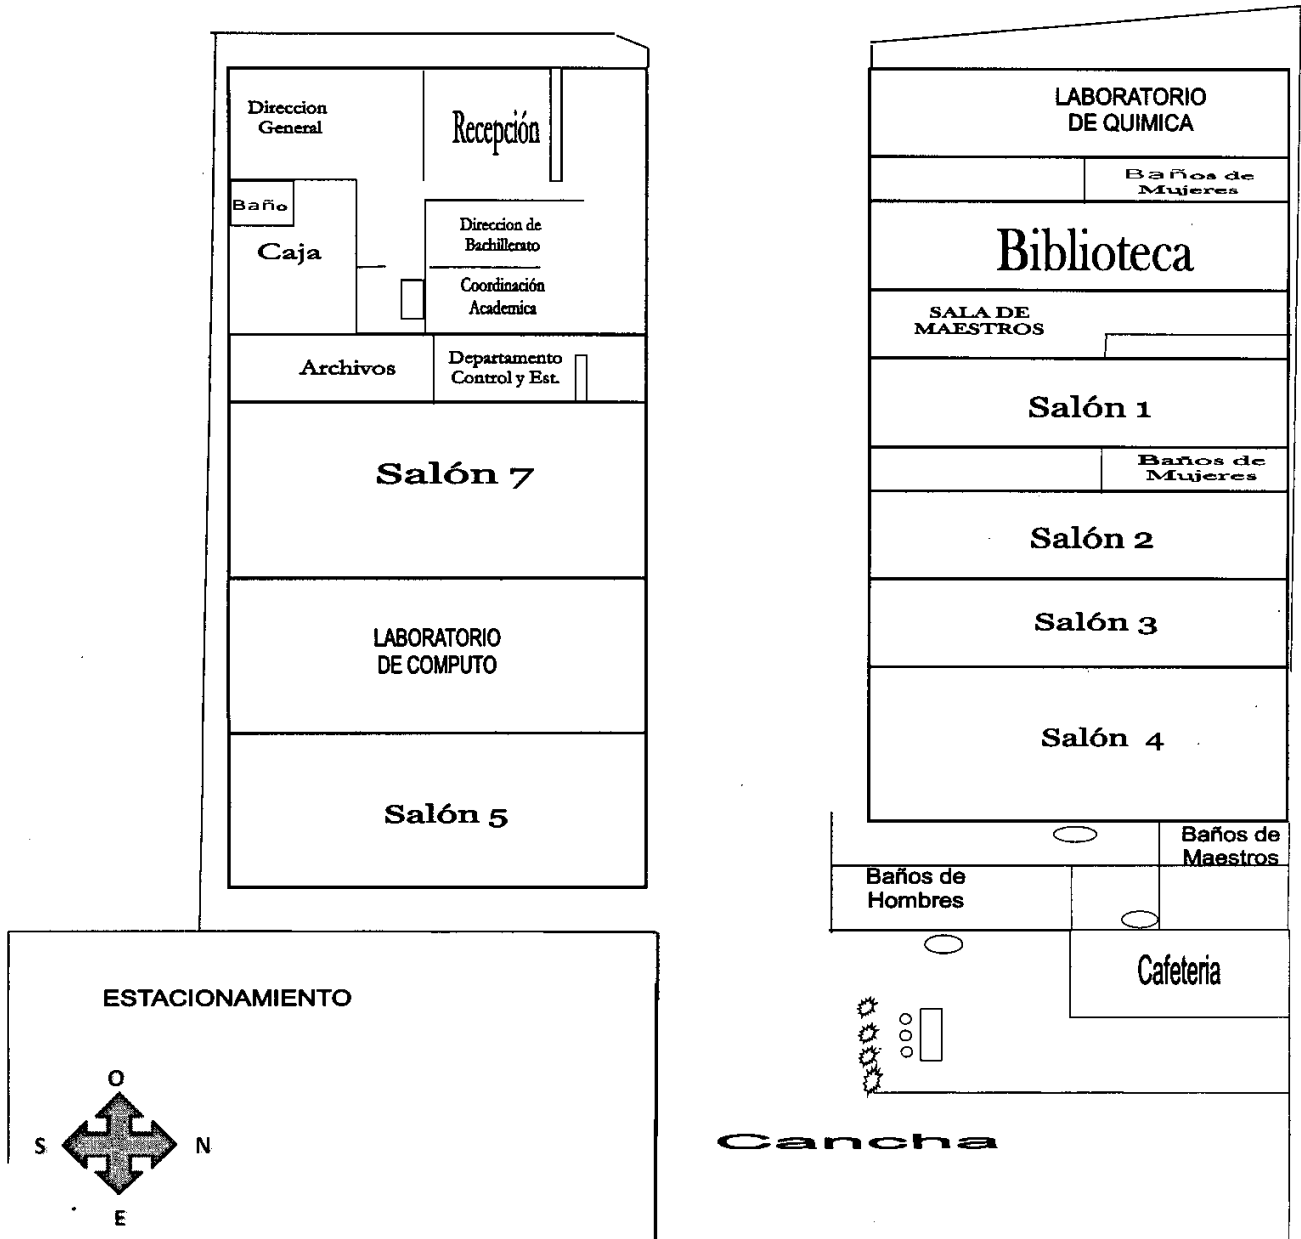 Direccion
General
Recepción
Baño
Caja
Direccion de
Bachillerato
Coordinación
Academica
Archivos
Departamento
Control y Est.
Salón 7
LABORATORIO
DE COMPUTO
Salón 5
ESTACIONAMIENTO
O
S
N
E
LABORATORIO
DE QUIMICA
Baños de
Mujeres
Biblioteca
SALA DE
MAESTROS
Salón 1
Baños de
Mujeres
Salón 2
Salón 3
Salón 4
Baños de
Maestros
Baños de
Hombres
Cafeteria
Cancha